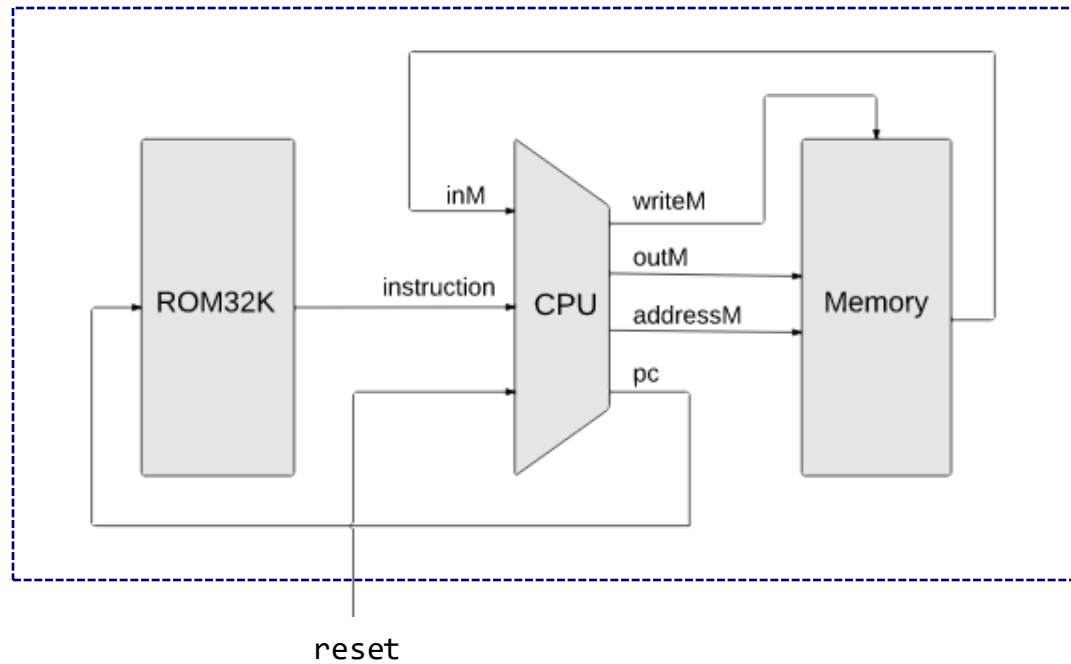 inM
writeM
outM
instruction
ROM32K
CPU
addressM
Memory
pc
reset